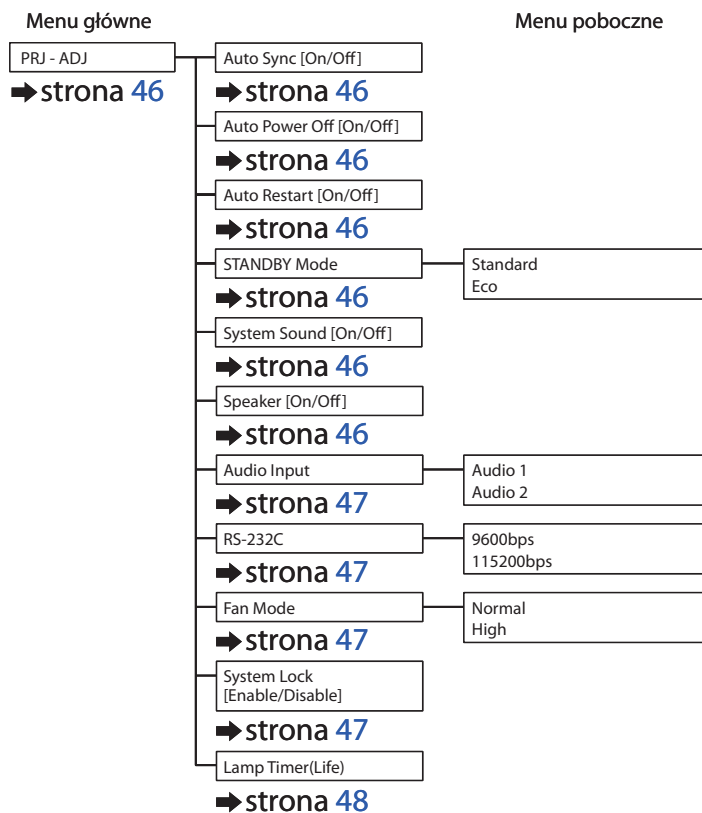 Menu główne
Menu poboczne
PRJ - ADJ
➡strona 46
Auto Sync [On/Off]
➡strona 46
Auto Power Off [On/Off]
➡strona 46
Auto Restart [On/Off]
➡strona 46
STANDBY Mode
Standard
Eco
➡strona 46
System Sound [On/Off]
➡strona 46
Speaker [On/Off]
➡strona 46
Audio Input
Audio 1
Audio 2
➡strona 47
RS-232C
9600bps
115200bps
➡strona 47
Fan Mode
Normal
High
➡strona 47
System Lock
[Enable/Disable]
➡strona 47
Lamp Timer(Life)
➡strona 48